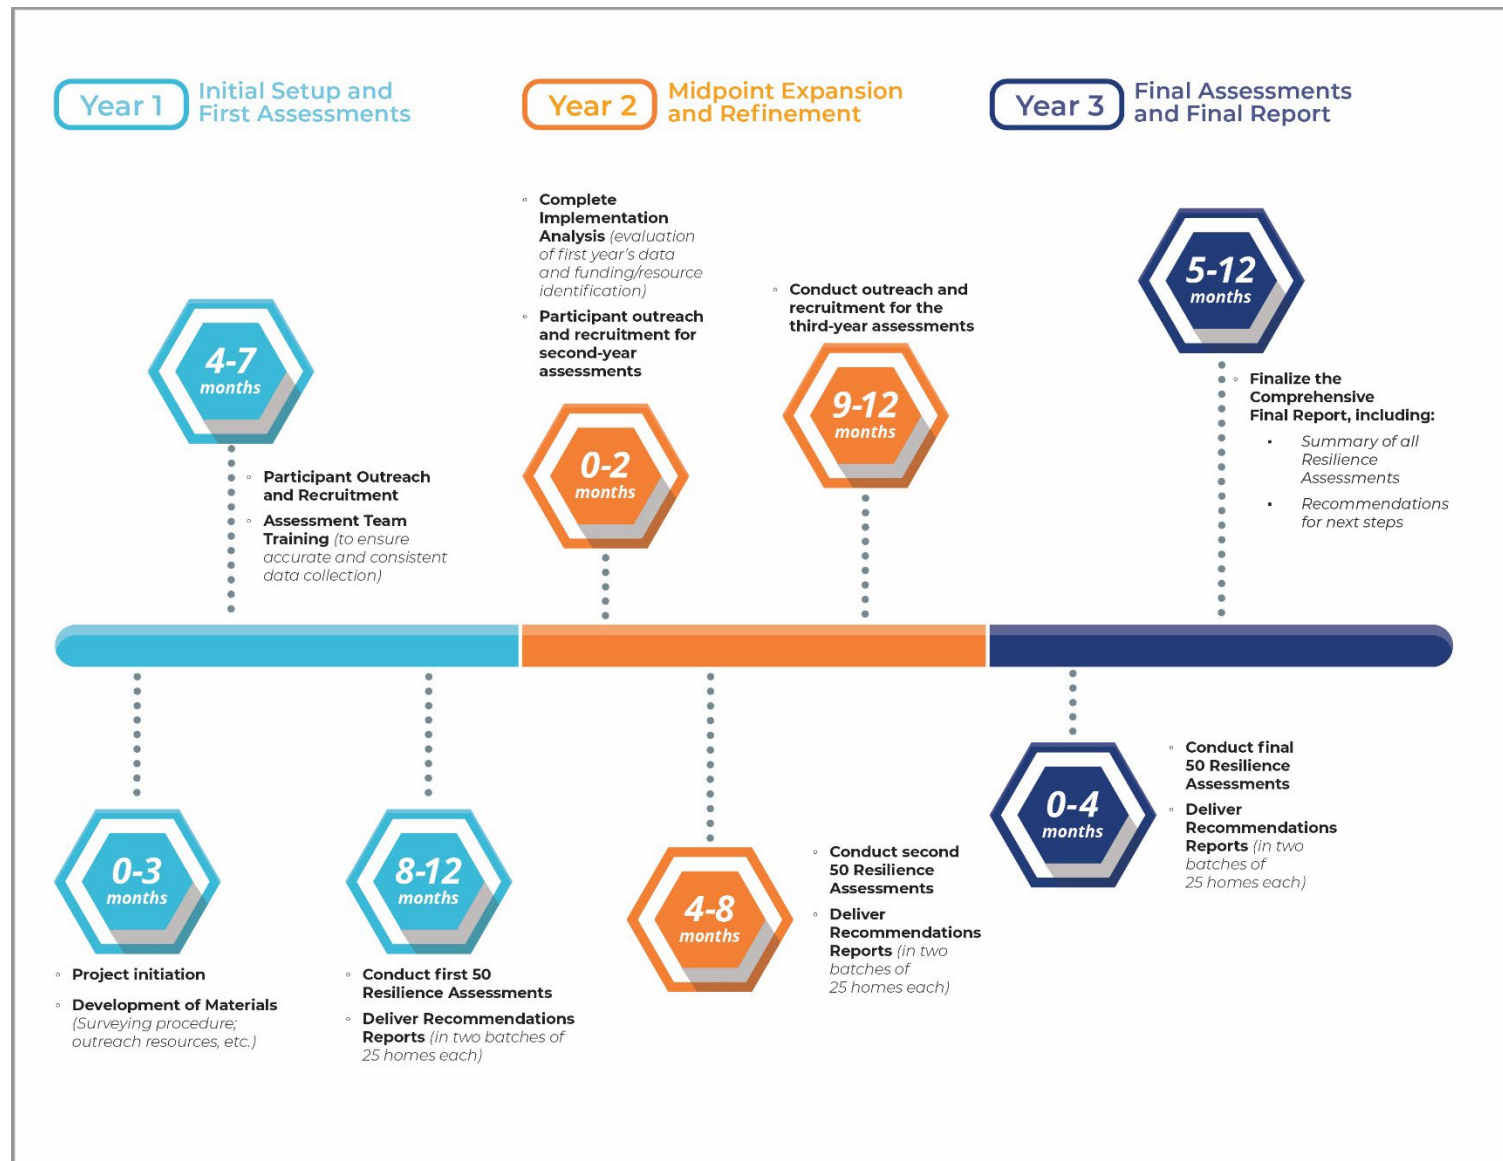 Year 1
Initial Setup and
First Assessments
Year 2
Midpoint Expansion
and Refinement
Year 3
Final Assessments
and Final Report
4-7
months
◦ Participant Outreach
and Recruitment
◦ Assessment Team
Training (to ensure
accurate and consistent
data collection)
◦ Complete
Implementation
Analysis (evaluation
of first year's data
and funding/resource
identification)
◦ Participant outreach
and recruitment for
second-year
assessments
0-2
months
◦ Conduct outreach and
recruitment for the
third-year assessments
9-12
months
5-12
months
◦ Finalize the
Comprehensive
Final Report, including:
▪ Summary of all
Resilience
Assessments
▪ Recommendations
for next steps
0-3
months
◦ Project initiation
◦ Development of Materials
(Surveying procedure;
outreach resources, etc.)
8-12
months
◦ Conduct first 50
Resilience Assessments
◦ Deliver Recommendations
Reports (in two batches of
25 homes each)
4-8
months
◦ Conduct second
50 Resilience
Assessments
◦ Deliver
Recommendations
Reports (in two
batches of
25 homes each)
0-4
months
◦ Conduct final
50 Resilience
Assessments
◦ Deliver
Recommendations
Reports (in two
batches of
25 homes each)